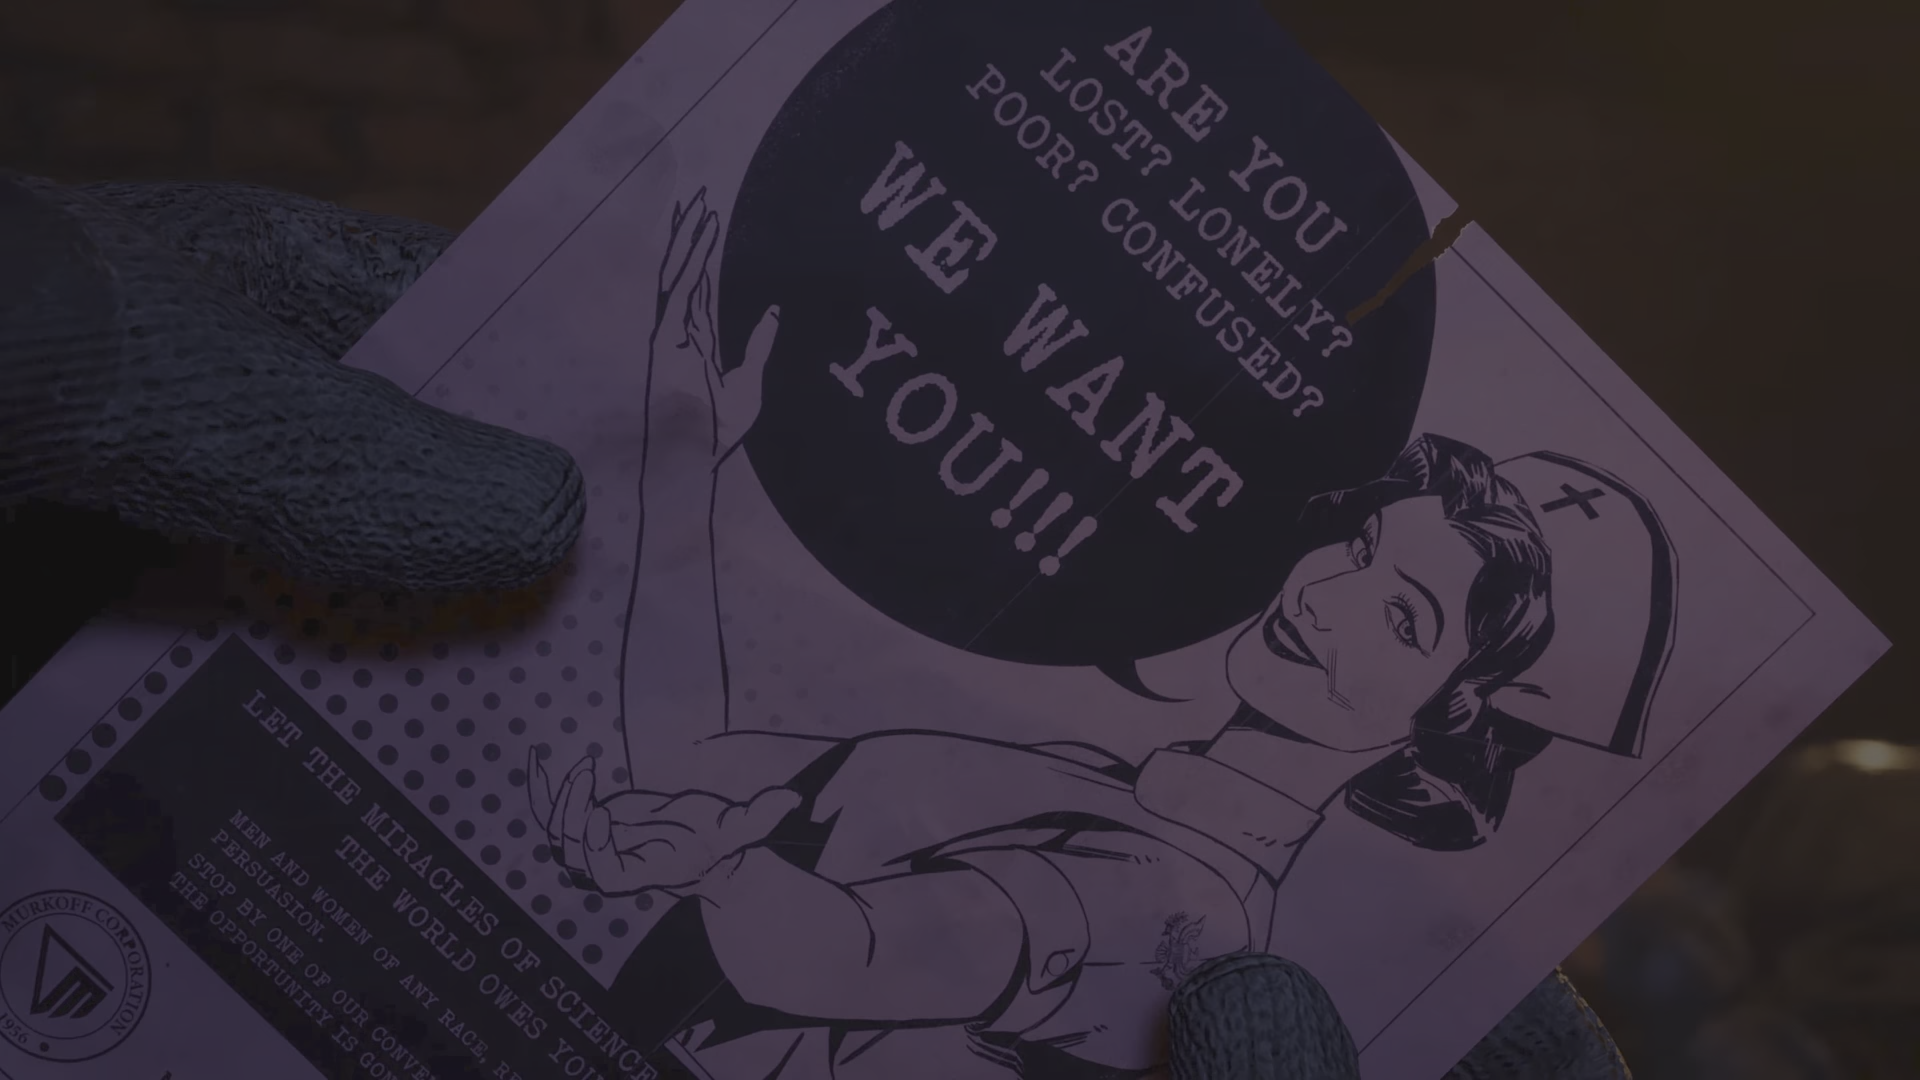 ARE YOU
LOST? LONELY?
POOR? CONFUSED?
WE WANT
YOU!!!
LET THE MIRACLES OF SCIENCE
THE WORLD OWES YOU
MEN AND WOMEN OF ANY RACE,
PERSUASION.
STOP BY ONE OF OUR
THE OPPORTUNITY IS
MURKOFF CORPORATION
1956